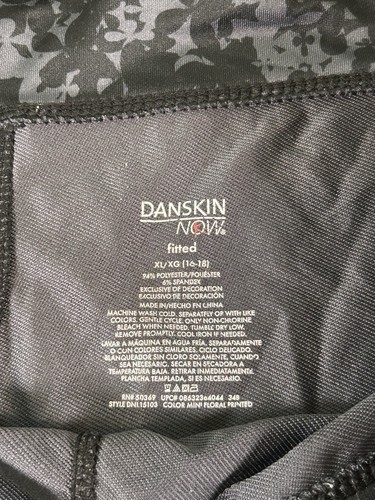 DANSKIN
NOW®
fitted
XL/XG (16-18)
94% POLYESTER/POLIÉSTER
6% SPANDEX
EXCLUSIVE OF DECORATION
EXCLUSIVO DE DECORACIÓN
MADE IN/HECHO EN CHINA
MACHINE WASH COLD, SEPARATELY OR WITH LIKE
COLORS. GENTLE CYCLE. ONLY NON-CHLORINE
BLEACH WHEN NEEDED. TUMBLE DRY LOW.
REMOVE PROMPTLY. COOL IRON IF NEEDED.
LAVAR A MÁQUINA EN AGUA FRÍA, SEPARATAMENTE
O CON COLORES SIMILARES. CICLO DELICADO.
BLANQUEADOR SIN CLORO SOLAMENTE, CUANDO
SEA NECESARIO. SECAR EN SECADORA A
TEMPERATURA BAJA. RETIRAR INMEDIATAMENTE.
PLANCHA TEMPLADA, SI ES NECESARIO.
RN# 50369 UPC# 08632364044 348
STYLE DNL15103 COLOR MINI FLORAL PRINTED